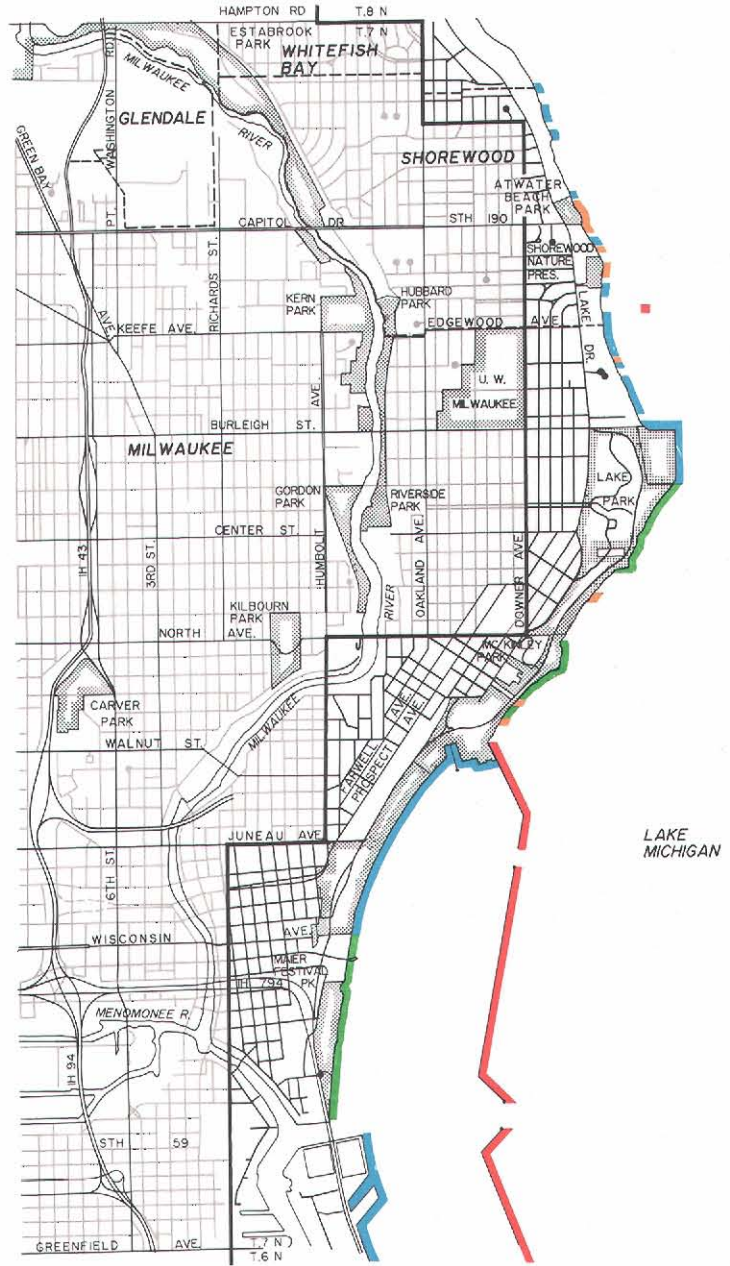 HAMPTON RD
T.8 N
T.7 N
ESTABROOK
PARK
WHITEFISH
BAY
MILWAUKEE
RIVER
GLENDALE
PT. WASHINGTON RD.
GREEN BAY
AVE.
SHOREWOOD
ATWATER
BEACH
PARK
CAPITOL DR.
STH 190
RICHARDS ST.
SHOREWOOD
NATURE
PRES.
KERN
PARK
HUBBARD
PARK
LAKE DR.
KEEFE AVE.
EDGEWOOD AVE.
U. W.
MILWAUKEE
BURLEIGH ST.
MILWAUKEE
LAKE
PARK
GORDON
PARK
RIVERSIDE
PARK
CENTER ST.
HUMBOLT
AVE.
IH 43
3RD ST.
OAKLAND AVE.
DOWNER AVE.
RIVER
KILBOURN
PARK
NORTH AVE.
MC KINLEY
PARK
CARVER
PARK
MILWAUKEE
WALNUT ST.
FARWELL AVE.
PROSPECT AVE.
JUNEAU AVE.
LAKE
MICHIGAN
6TH ST.
WISCONSIN AVE.
MAIER
FESTIVAL
PK
IH 794
MENOMONEE R.
IH 94
STH 59
GREENFIELD AVE.
T.7 N
T.6 N